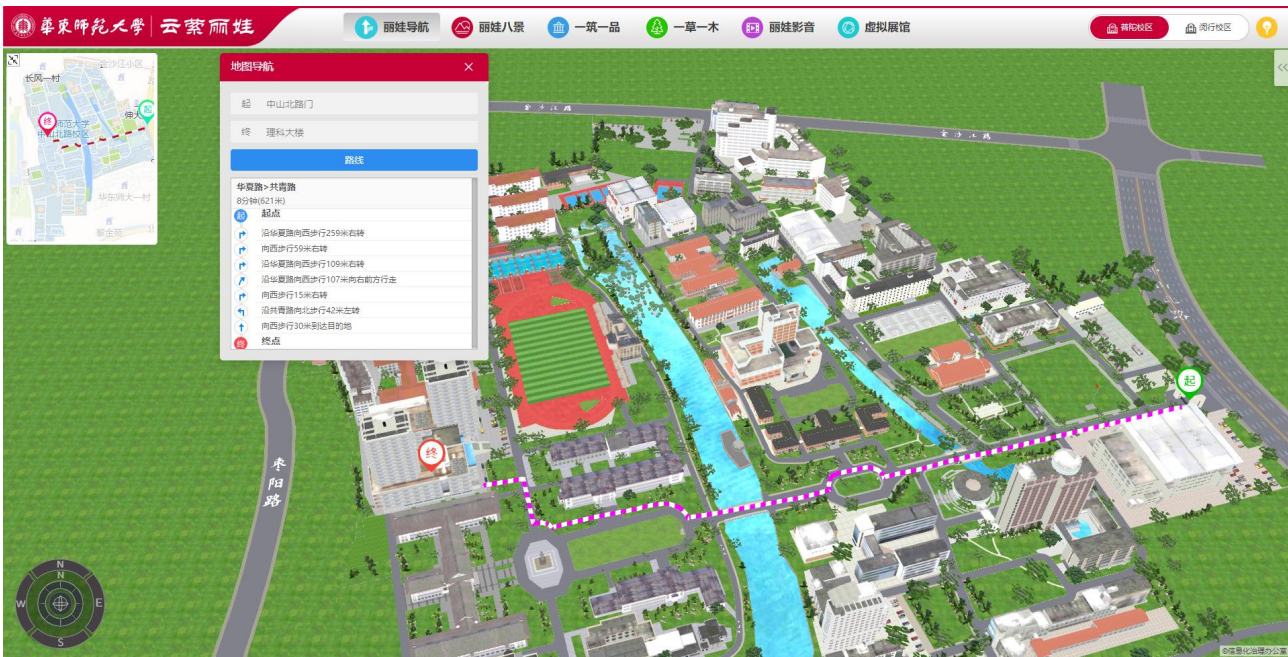 華東師範大學 云萦丽娃
丽娃导航
丽娃八景
一筑一品
一草一木
丽娃影音
虚拟展馆
普陀校区
闵行校区
金沙江小区
长风一村
起
终
师范大学
中山北路校区
华东师大一村
地图导航
起 中山北路门
终 理科大楼
路线
华夏路>共青路
8分钟(621米)
起 起点
沿华夏路向西步行259米右转
向西步行59米右转
沿华夏路向西步行109米右转
沿华夏路向西步行107米向右前方行走
向西步行15米右转
沿共青路向北步行42米左转
向西步行30米到达目的地
终 终点
金沙江路
金沙江路
起
终
枣阳路
N
N
W
E
S
©信息化治理办公室